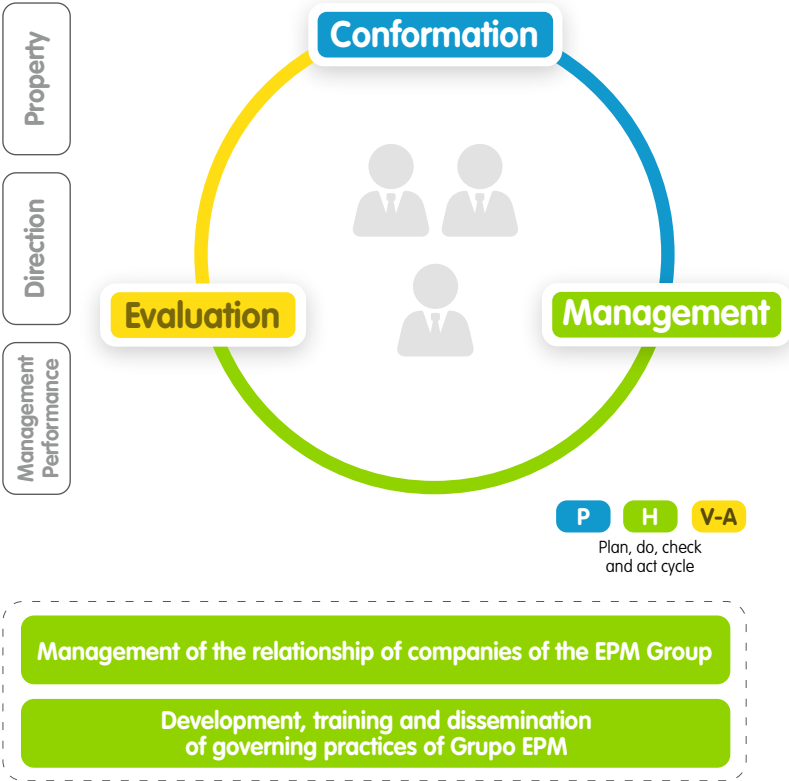 Conformation
Property
Direction
Evaluation
Management
Management
Performance
P H V-A
Plan, do, check
and act cycle
Management of the relationship of companies of the EPM Group
Development, training and dissemination
of governing practices of Grupo EPM